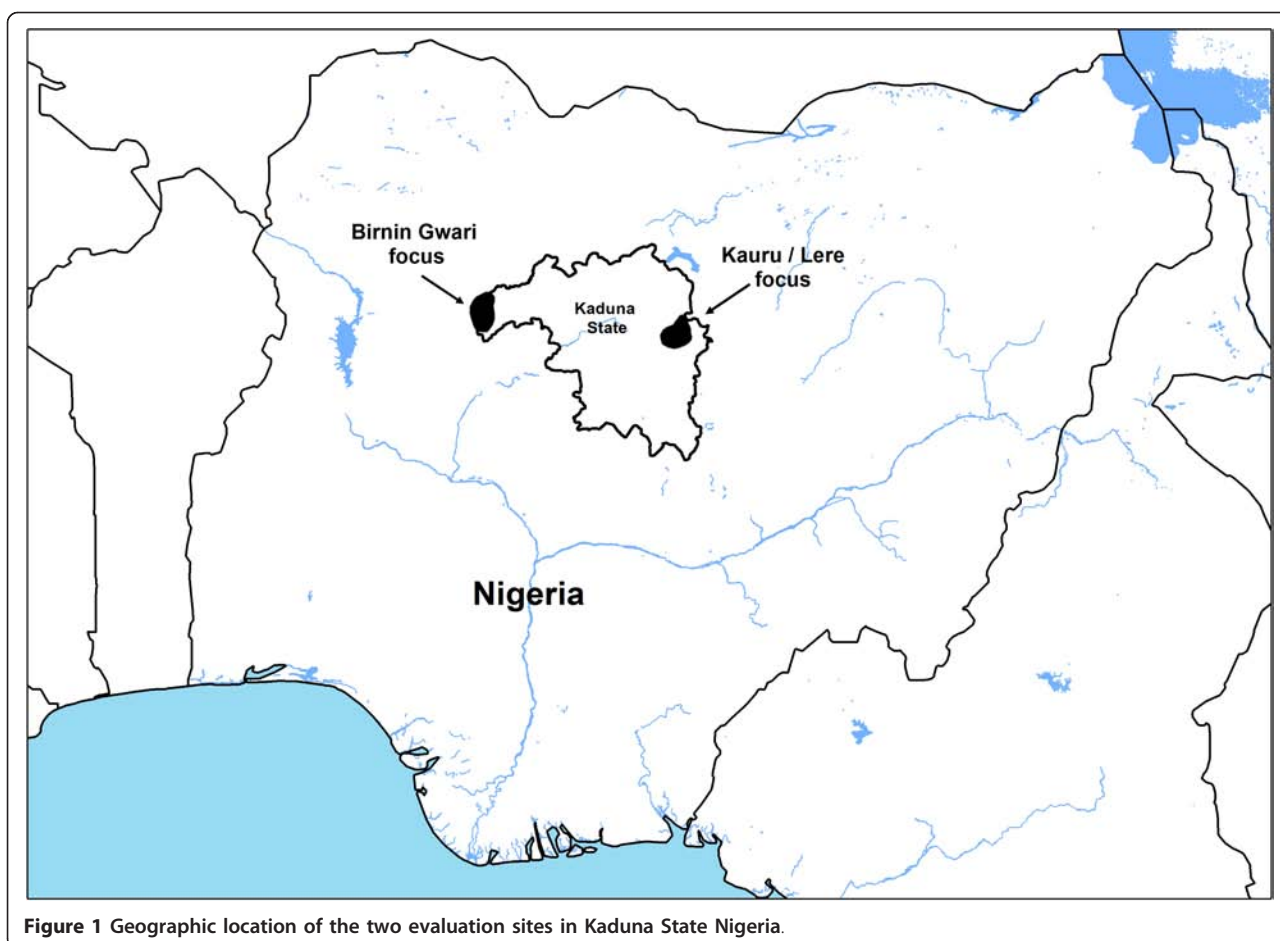 Birnin Gwari
focus
Kauru / Lere
focus
Kaduna
State
Nigeria
Figure 1 Geographic location of the two evaluation sites in Kaduna State Nigeria.